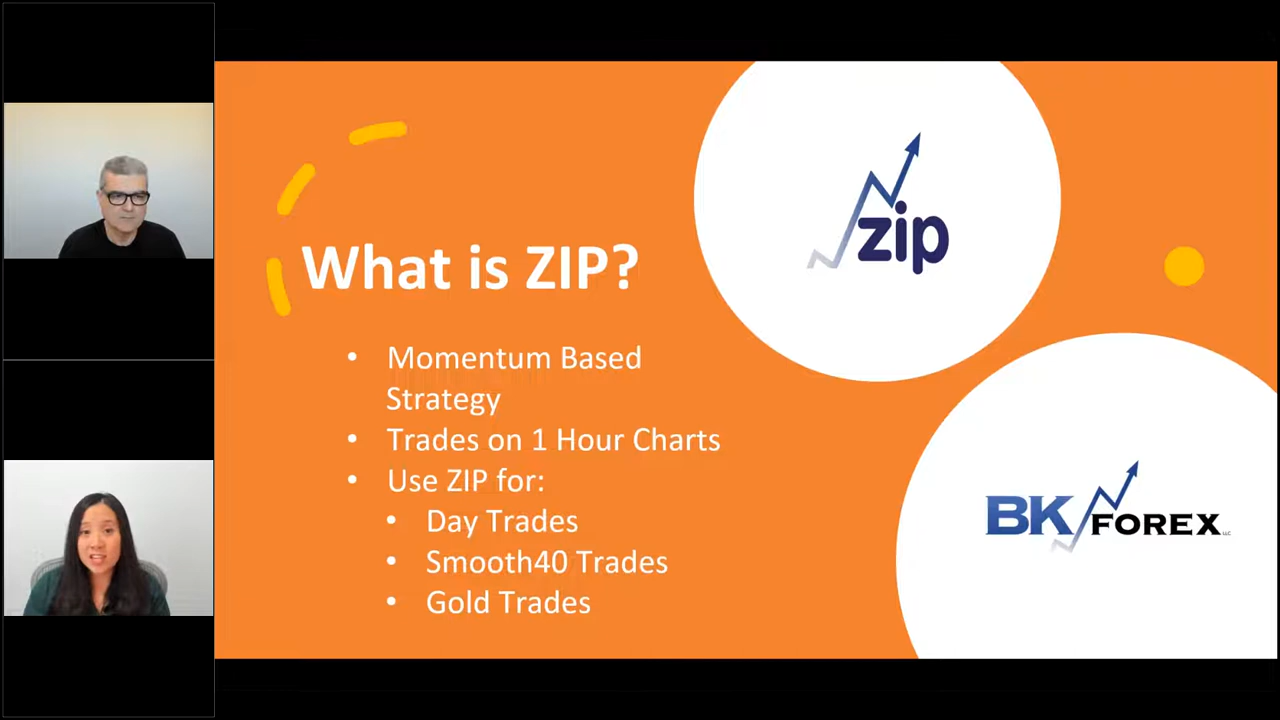 zip
What is ZIP?
• Momentum Based
Strategy
• Trades on 1 Hour Charts
• Use ZIP for:
• Day Trades
• Smooth40 Trades
• Gold Trades
BK FOREX LLC